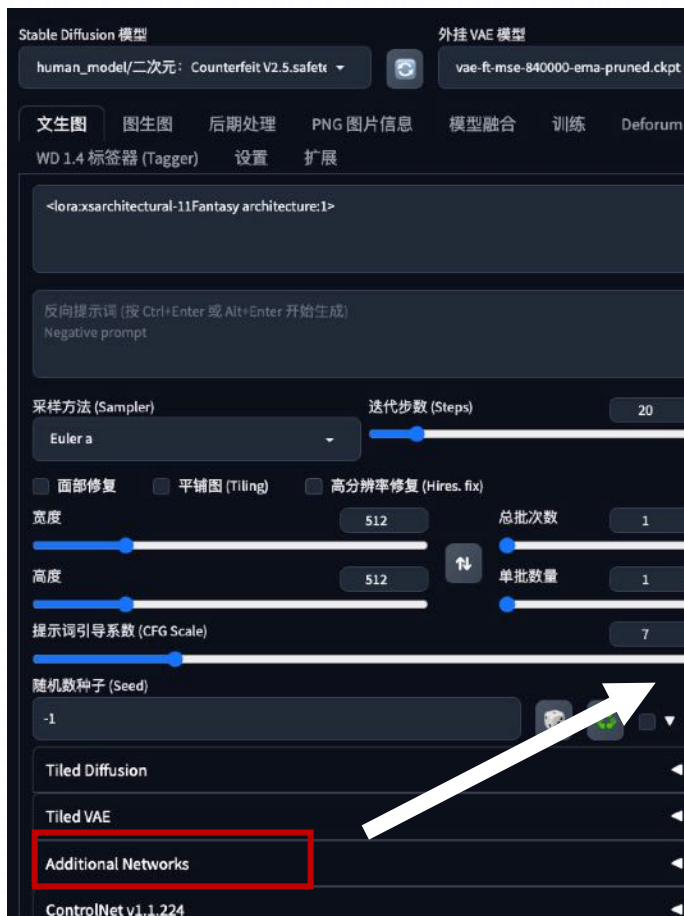 Stable Diffusion 模型
外挂 VAE 模型
human_model/二次元：Counterfeit V2.5.safete
vae-ft-mse-840000-ema-pruned.ckpt
文生图 图生图 后期处理 PNG 图片信息 模型融合 训练 Deforum
WD 1.4 标签器 (Tagger) 设置 扩展
<lora:xsarchitectural-11Fantasy architecture:1>
反向提示词 (按 Ctrl+Enter 或 Alt+Enter 开始生成)
Negative prompt
采样方法 (Sampler)
迭代步数 (Steps)
20
Euler a
面部修复 平铺图 (Tiling) 高分辨率修复 (Hires. fix)
宽度
512
总批次数
1
高度
512
单批数量
1
提示词引导系数 (CFG Scale)
7
随机数种子 (Seed)
-1
Tiled Diffusion
Tiled VAE
Additional Networks
ControlNet v1.1.224